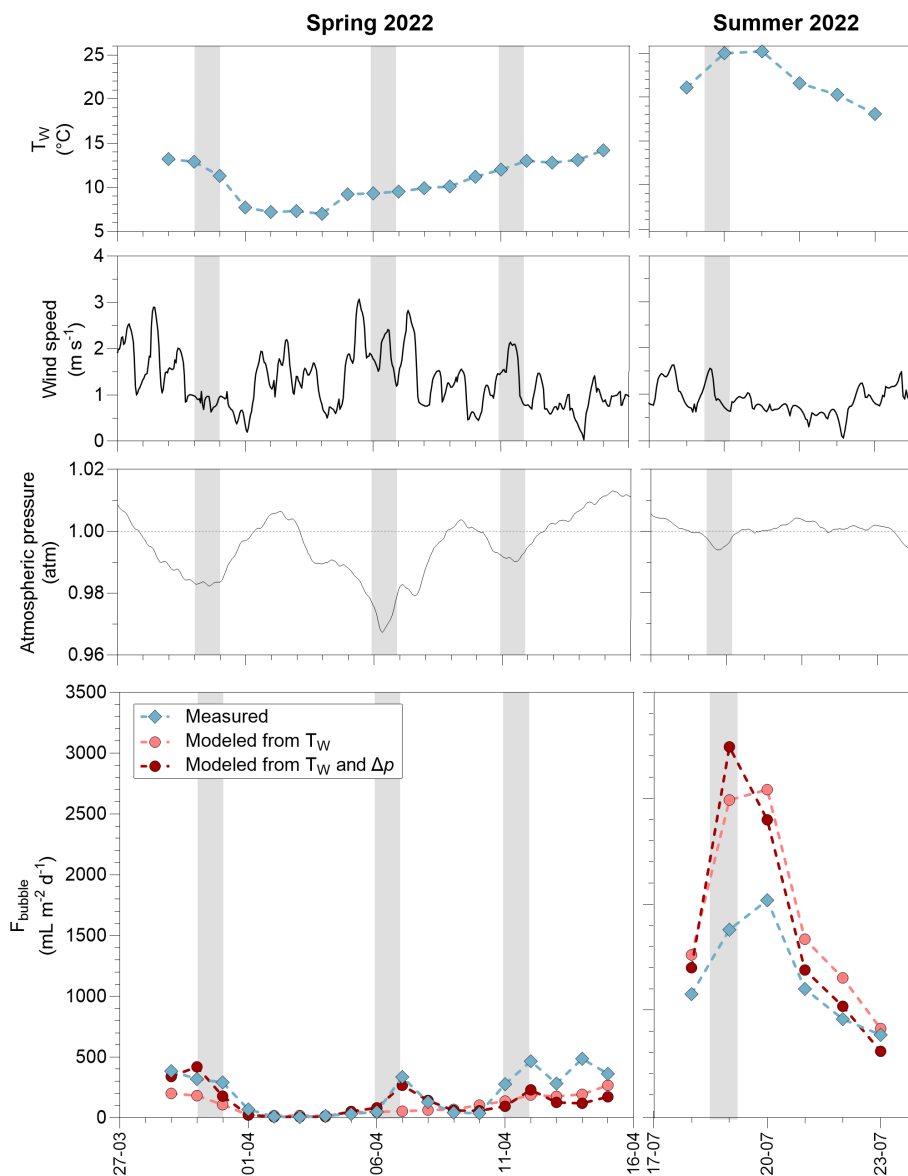 Spring 2022
Summer 2022
T_W
(°C)
25
20
15
10
5
Wind speed
(m s⁻¹)
4
3
2
1
0
Atmospheric pressure
(atm)
1.02
1.00
0.98
0.96
F_bubble
(mL m⁻² d⁻¹)
3500
3000
2500
2000
1500
1000
500
0
Measured
Modeled from T_W
Modeled from T_W and Δp
27-03
01-04
06-04
11-04
16-04
17-07
20-07
23-07